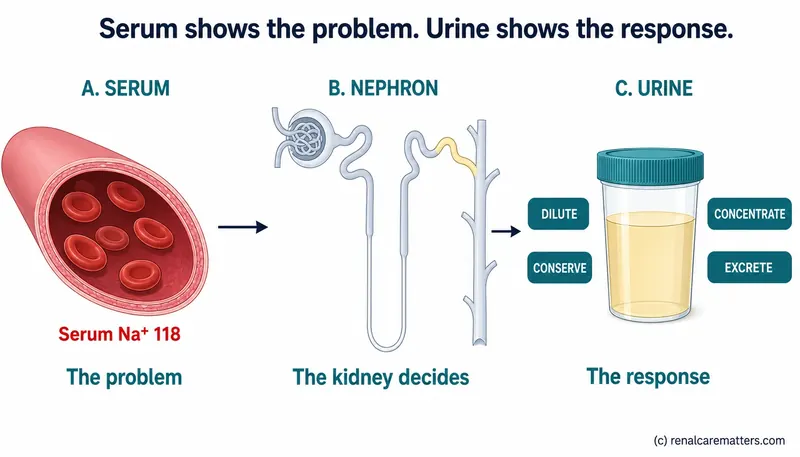 Serum shows the problem. Urine shows the response.
A. SERUM
B. NEPHRON
C. URINE
DILUTE
CONCENTRATE
CONSERVE
EXCRETE
Serum Na⁺ 118
The problem
The kidney decides
The response
(c) renalcarematters.com